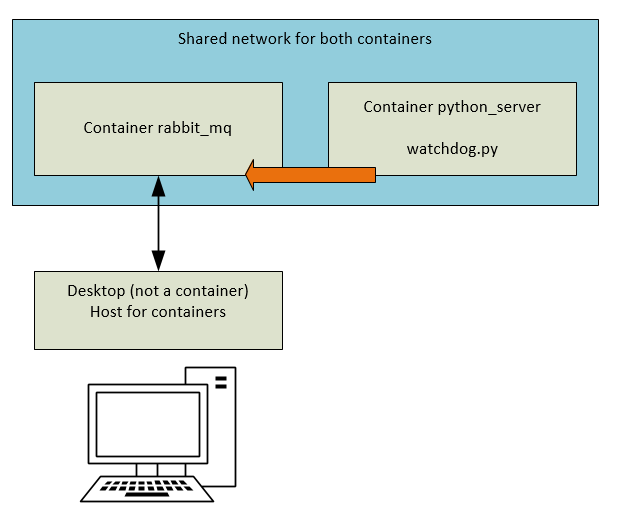 Shared network for both containers
Container rabbit_mq
Container python_server
watchdog.py
Desktop (not a container)
Host for containers